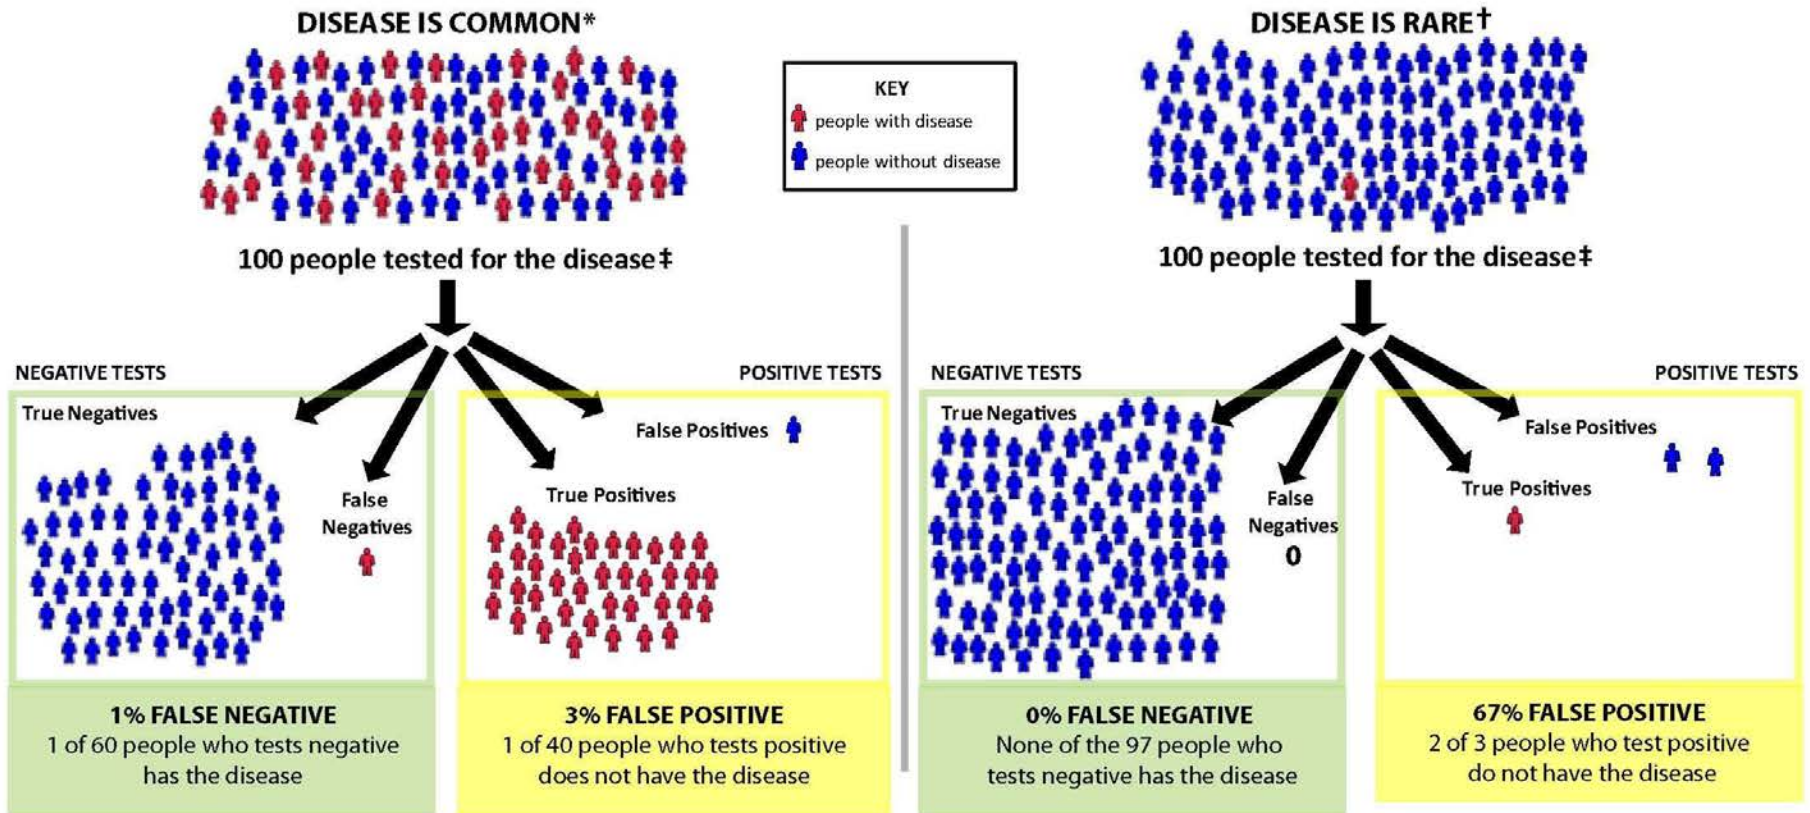 DISEASE IS COMMON*
DISEASE IS RARE†
KEY
people with disease
people without disease
100 people tested for the disease‡
100 people tested for the disease‡
NEGATIVE TESTS
POSITIVE TESTS
True Negatives
False Positives
False
Negatives
True Positives
1% FALSE NEGATIVE
1 of 60 people who tests negative
has the disease
3% FALSE POSITIVE
1 of 40 people who tests positive
does not have the disease
NEGATIVE TESTS
POSITIVE TESTS
True Negatives
False Positives
False
Negatives
0
True Positives
0% FALSE NEGATIVE
None of the 97 people who
tests negative has the disease
67% FALSE POSITIVE
2 of 3 people who test positive
do not have the disease